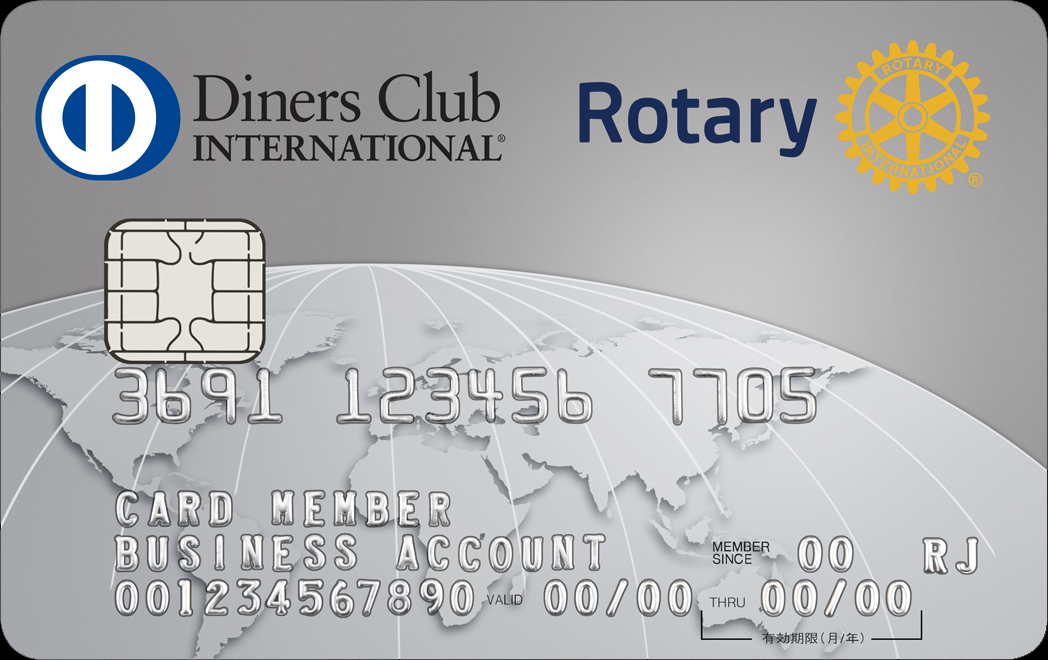 Diners Club Rotary
INTERNATIONAL®
ROTARY
INTERNATIONAL
®
3691 123456 7705
CARD MEMBER
BUSINESS ACCOUNT
MEMBER SINCE 00 RJ
001234567890 VALID 00/00 THRU 00/00
有効期限(月/年)